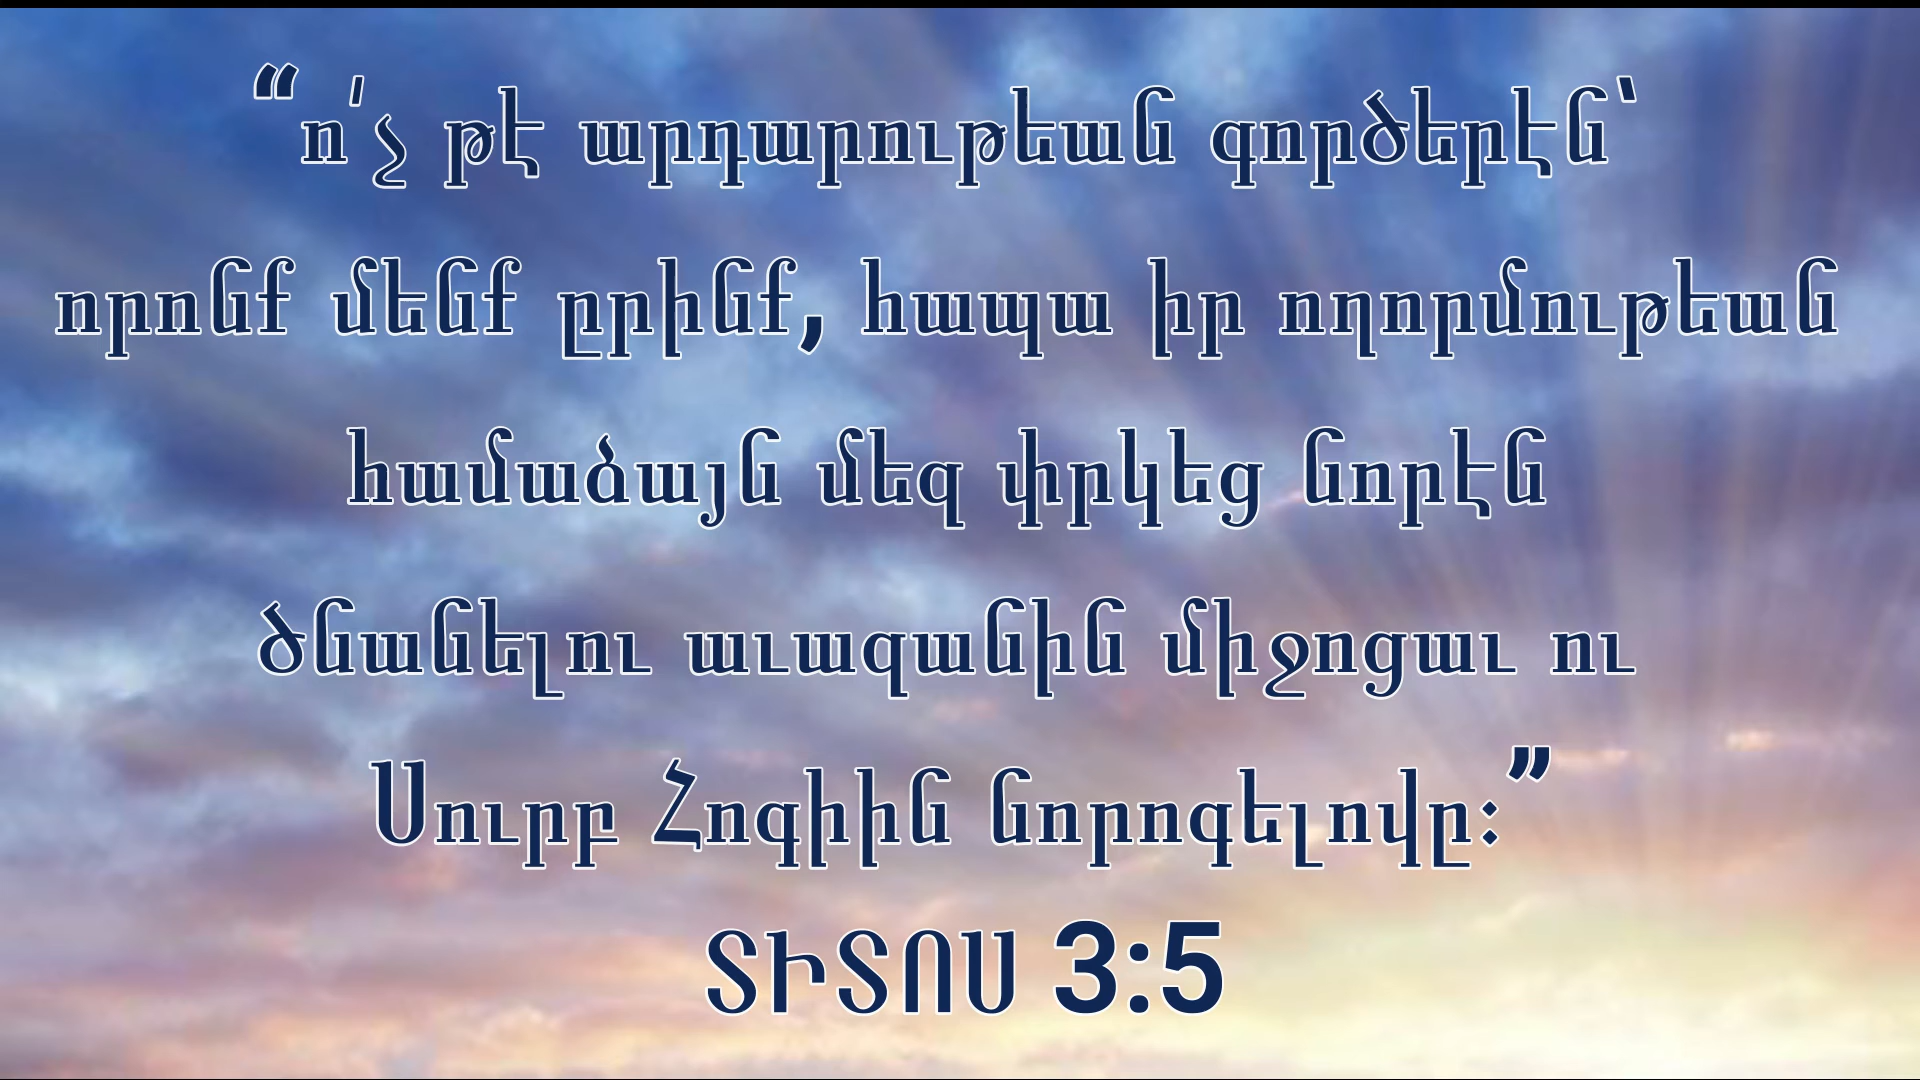 “ո՛չ թէ արդարութեան գործերէն՝
որոնք մենք ըրինք, հապա իր ողորմութեան
համաձայն մեզ փրկեց նորէն
ծնանելու աւազանին միջոցաւ ու
Սուրբ Հոգիին նորոգելովը։”
ՏԻՏՈՍ 3:5